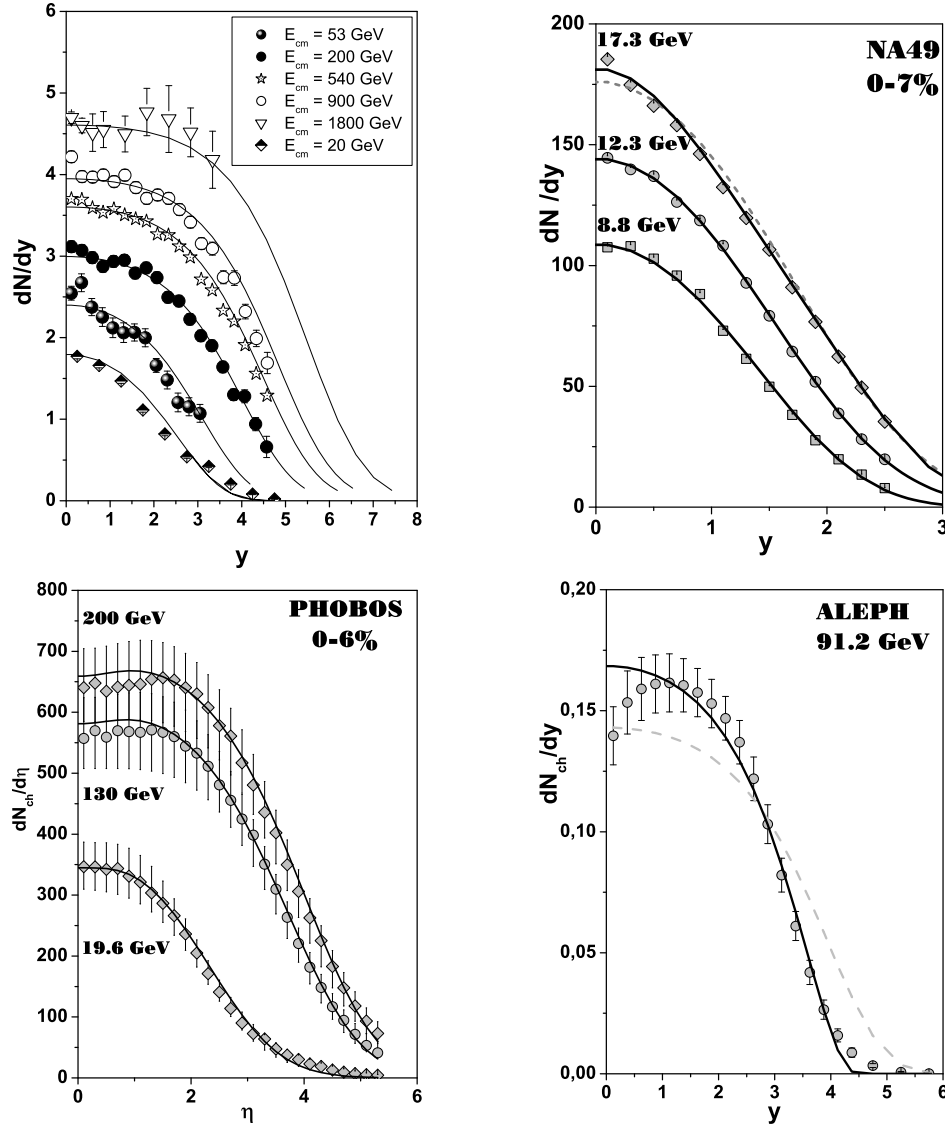 6
5
4
3
2
1
0
dN/dy
E_cm = 53 GeV
E_cm = 200 GeV
E_cm = 540 GeV
E_cm = 900 GeV
E_cm = 1800 GeV
E_cm = 20 GeV
0 1 2 3 4 5 6 7 8
y
200
150
100
50
0
dN /dy
17.3 GeV
NA49
0-7%
12.3 GeV
8.8 GeV
0 1 2 3
y
800
700
600
500
400
300
200
100
0
dN_ch/dη
200 GeV
PHOBOS
0-6%
130 GeV
19.6 GeV
0 2 4 6
η
0,20
0,15
0,10
0,05
0,00
dN_ch/dy
ALEPH
91.2 GeV
0 1 2 3 4 5 6
y